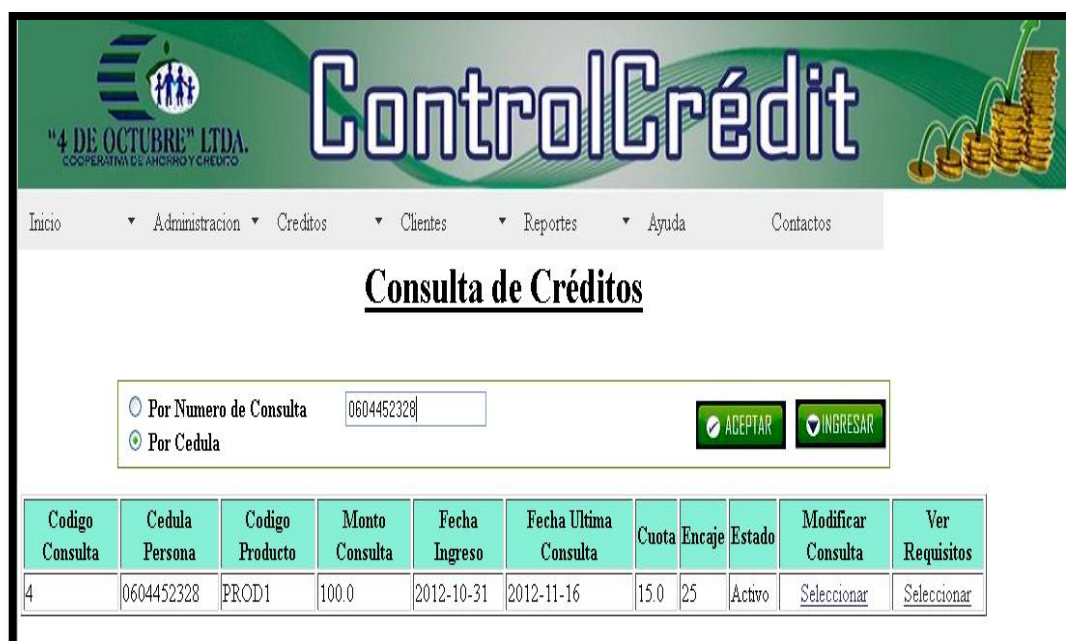 "4 DE OCTUBRE" LTDA.
COOPERATIVA DE AHORRO Y CREDITO
ControlCrédit
Inicio Administracion Creditos Clientes Reportes Ayuda Contactos
Consulta de Créditos
Por Numero de Consulta 0604452328 ACEPTAR INGRESAR
Por Cedula
Codigo Consulta Cedula Persona Codigo Producto Monto Consulta Fecha Ingreso Fecha Ultima Consulta Cuota Encaje Estado Modificar Consulta Ver Requisitos
4 0604452328 PROD1 100.0 2012-10-31 2012-11-16 15.0 25 Activo Seleccionar Seleccionar